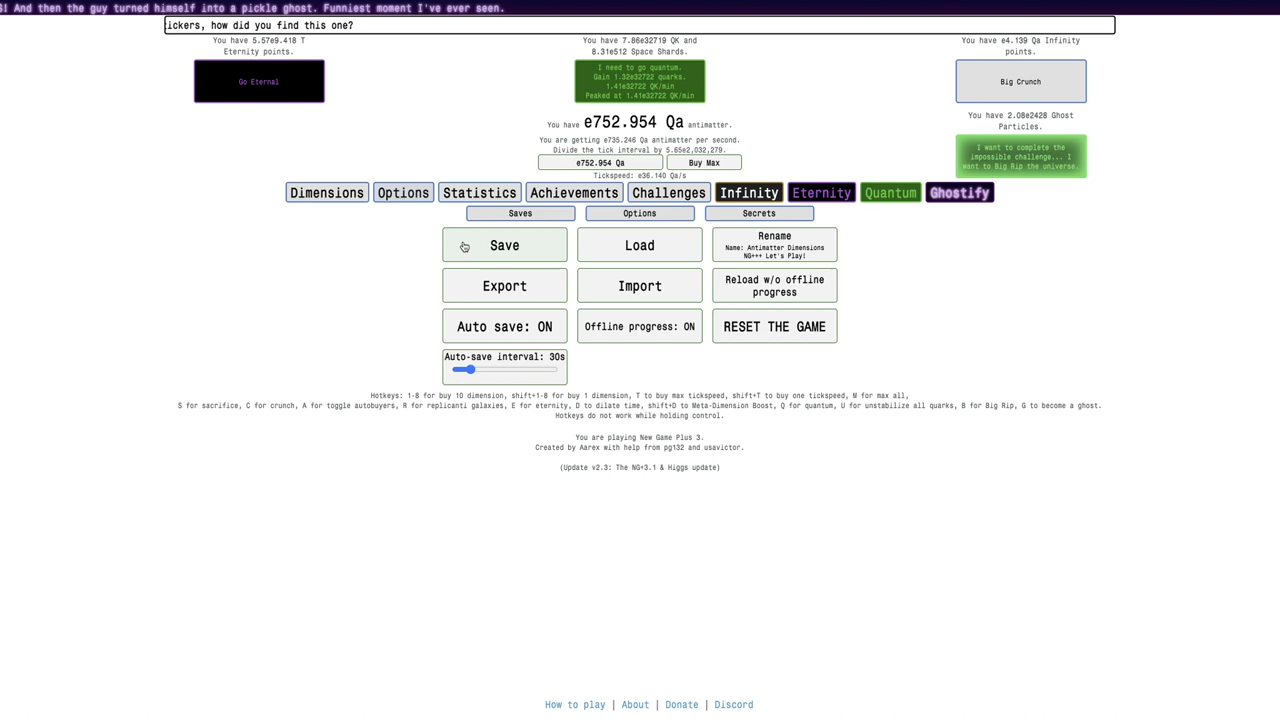 ! And then the guy turned himself into a pickle ghost. Funniest moment I've ever seen.
ickers, how did you find this one?
You have 5.57e9.418 T
Eternity points.
Go Eternal
You have 7.86e32719 QK and
8.31e512 Space Shards.
I need to go quantum.
Gain 1.32e32722 quarks.
1.41e32722 QK/min
Peaked at 1.41e32722 QK/min
You have e4.139 Qa Infinity
points.
Big Crunch
You have 2.08e2428 Ghost
Particles.
I want to complete the
impossible challenge... I
want to Big Rip the universe.
You have e752.954 Qa antimatter.
You are getting e735.246 Qa antimatter per second.
Divide the tick interval by 5.65e2,032,279.
e752.954 Qa
Buy Max
Tickspeed: e36.140 Qa/s
Dimensions
Options
Statistics
Achievements
Challenges
Infinity
Eternity
Quantum
Ghostify
Saves
Options
Secrets
Save
Load
Rename
Name: Antimatter Dimensions
NG+++ Let's Play!
Export
Import
Reload w/o offline
progress
Auto save: ON
Offline progress: ON
RESET THE GAME
Auto-save interval: 30s
Hotkeys: 1-8 for buy 10 dimension, shift+1-8 for buy 1 dimension, T to buy max tickspeed, shift+T to buy one tickspeed, M for max all,
S for sacrifice, C for crunch, A for toggle autobuyers, R for replicanti galaxies, E for eternity, D to dilate time, shift+D to Meta-Dimension Boost, Q for quantum, U for unstabilize all quarks, B for Big Rip, G to become a ghost.
Hotkeys do not work while holding control.
You are playing New Game Plus 3.
Created by Aarex with help from pg132 and usavictor.
(Update v2.3: The NG+3.1 & Higgs update)
How to play | About | Donate | Discord